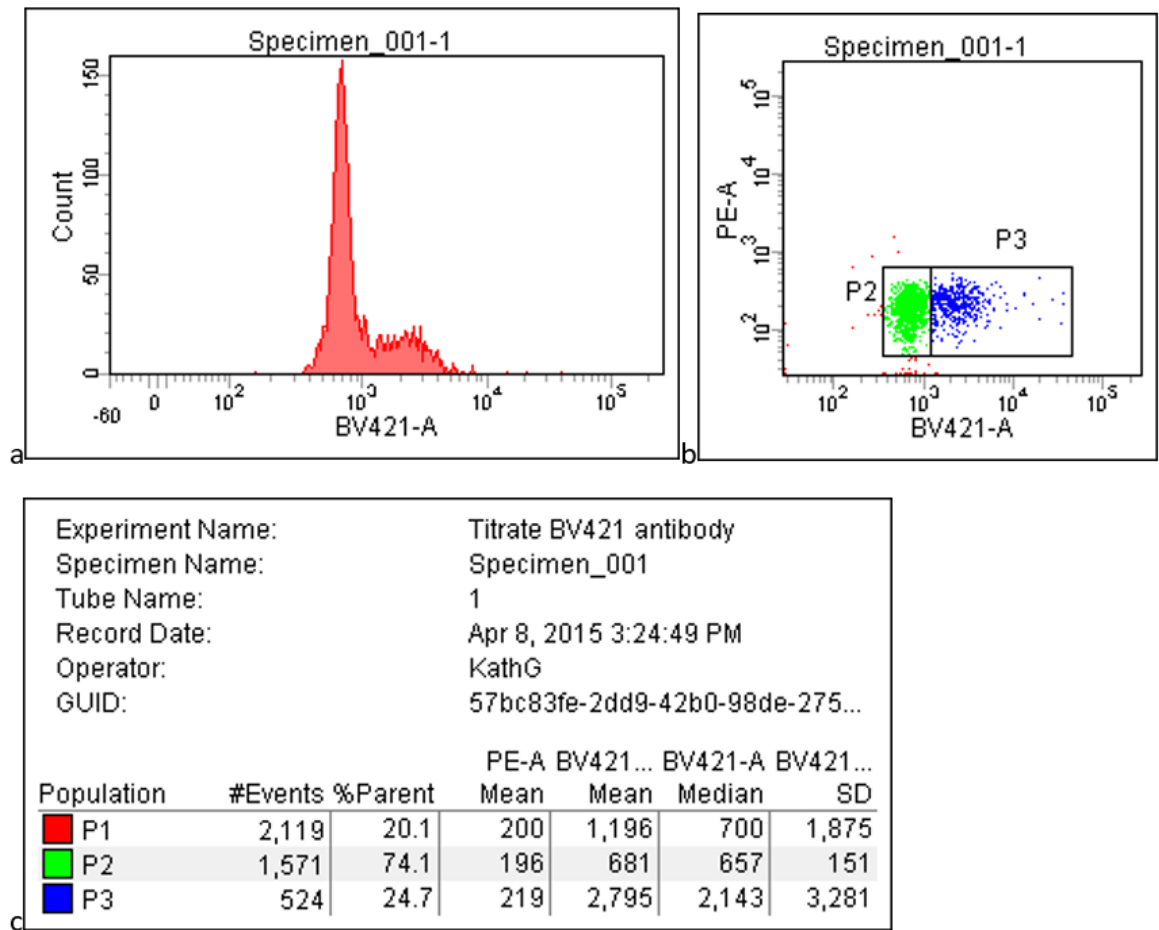 Specimen_001-1
150
100
50
0
Count
-60 0 10² 10³ 10⁴ 10⁵
BV421-A
a
Specimen_001-1
10⁵
10⁴
10³
10²
PE-A
P2
P3
10² 10³ 10⁴ 10⁵
BV421-A
b
Experiment Name: Titrate BV421 antibody
Specimen Name: Specimen_001
Tube Name: 1
Record Date: Apr 8, 2015 3:24:49 PM
Operator: KathG
GUID: 57bc83fe-2dd9-42b0-98de-275...
PE-A BV421... BV421-A BV421...
Population #Events %Parent Mean Mean Median SD
P1 2,119 20.1 200 1,196 700 1,875
P2 1,571 74.1 196 681 657 151
P3 524 24.7 219 2,795 2,143 3,281
c